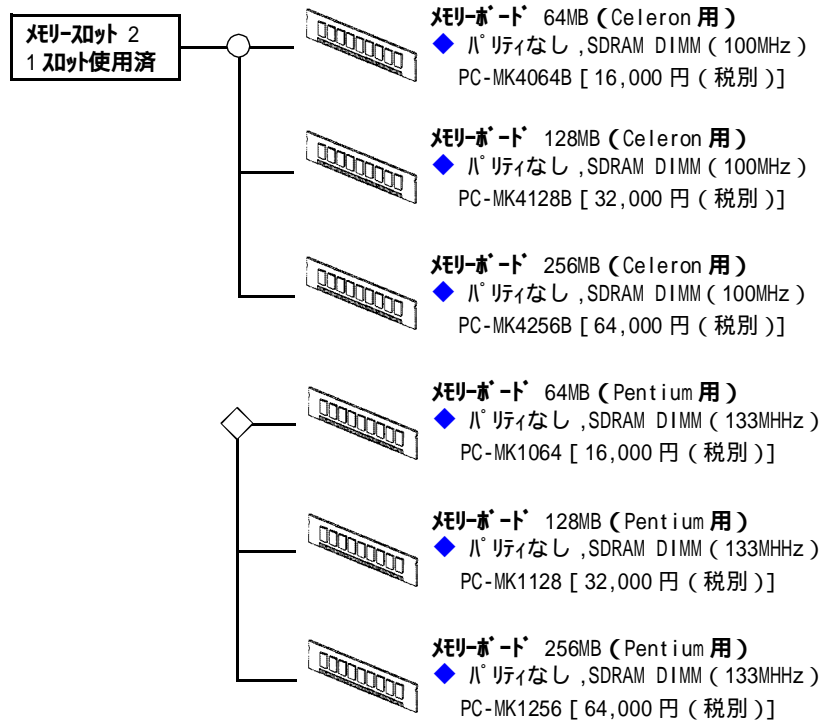 メモリースロット 2
1 スロット使用済
メモリーボード 64MB(Celeron 用)
◆ パリティなし,SDRAM DIMM(100MHz)
PC-MK4064B [ 16,000 円(税別)]
メモリーボード 128MB(Celeron 用)
◆ パリティなし,SDRAM DIMM(100MHz)
PC-MK4128B [ 32,000 円(税別)]
メモリーボード 256MB(Celeron 用)
◆ パリティなし,SDRAM DIMM(100MHz)
PC-MK4256B [ 64,000 円(税別)]
メモリーボード 64MB(Pentium 用)
◆ パリティなし,SDRAM DIMM(133MHHz)
PC-MK1064 [ 16,000 円(税別)]
メモリーボード 128MB(Pentium 用)
◆ パリティなし,SDRAM DIMM(133MHHz)
PC-MK1128 [ 32,000 円(税別)]
メモリーボード 256MB(Pentium 用)
◆ パリティなし,SDRAM DIMM(133MHHz)
PC-MK1256 [ 64,000 円(税別)]